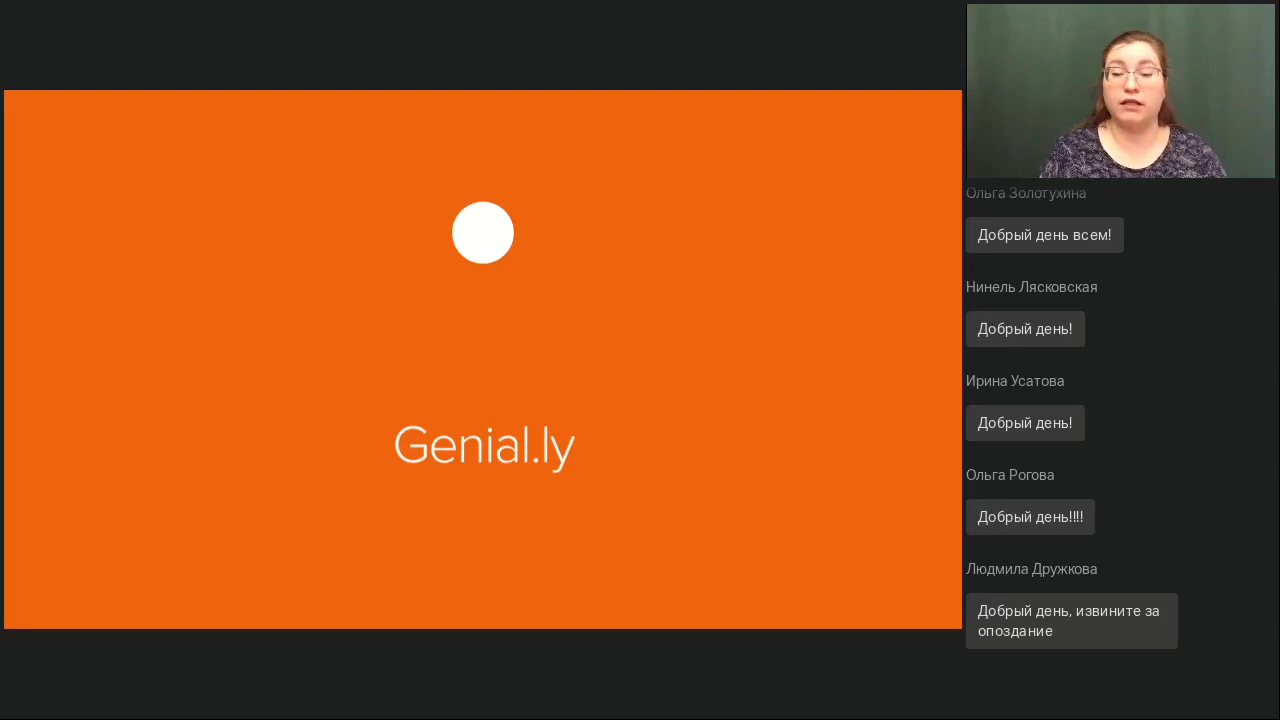 Genial.ly
Ольга Золотухина
Добрый день всем!
Нинель Лясковская
Добрый день!
Ирина Усатова
Добрый день!
Ольга Рогова
Добрый день!!!!
Людмила Дружкова
Добрый день, извините за
опоздание